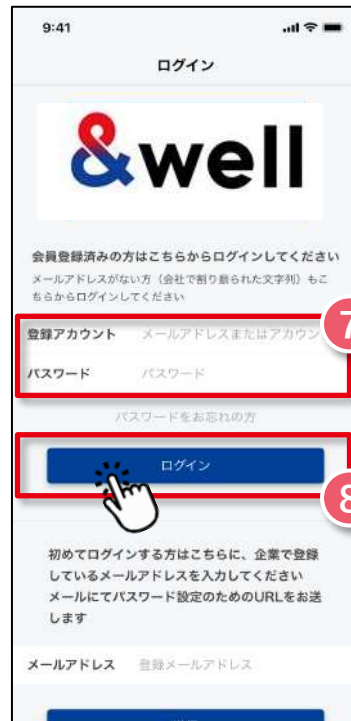 9:41
ログイン
&well
会員登録済みの方はこちらからログインしてください
メールアドレスがない方（会社で割り振られた文字列）もこ
ちらからログインしてください
登録アカウント メールアドレスまたはアカウン
7
パスワード パスワード
パスワードをお忘れの方
ログイン
8
初めてログインする方はこちらに、企業で登録
しているメールアドレスを入力してください
メールにてパスワード設定のためのURLをお送
します
メールアドレス 登録メールアドレス